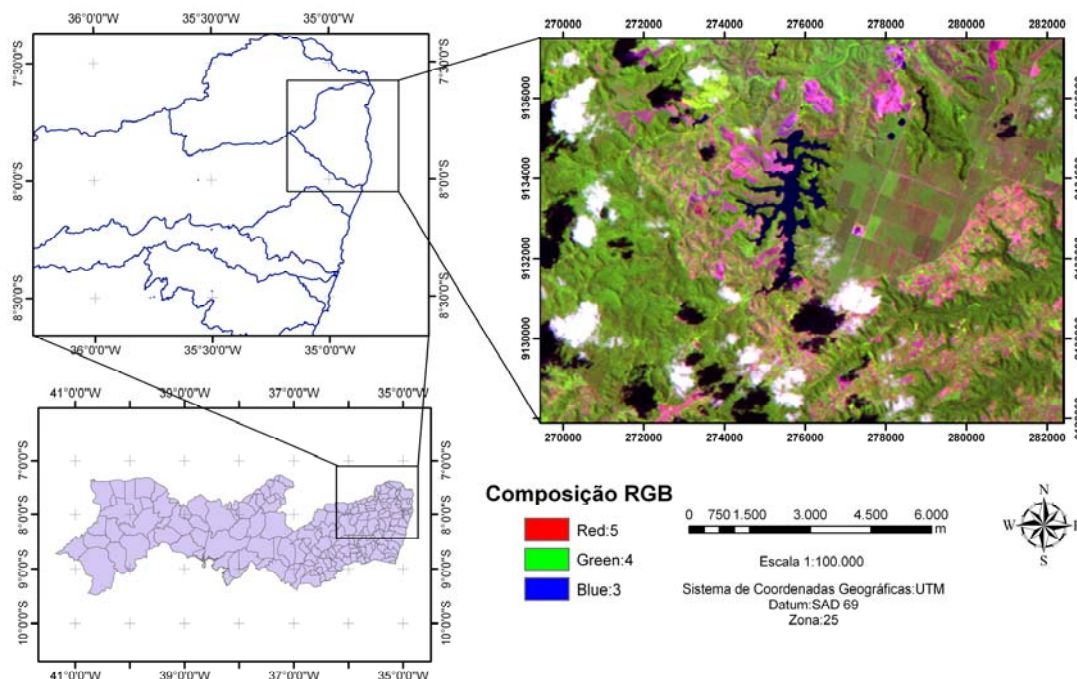 36°0'0"W 35°30'0"W 35°0'0"W
7°30'0"S 7°30'0"S
8°0'0"S 8°0'0"S
8°30'0"S 8°30'0"S
36°0'0"W 35°30'0"W 35°0'0"W
270000 272000 274000 276000 278000 280000 282000
9136000
9134000
9132000
9130000
270000 272000 274000 276000 278000 280000 282000
41°0'0"W 39°0'0"W 37°0'0"W 35°0'0"W
7°0'0"S 7°0'0"S
8°0'0"S 8°0'0"S
9°0'0"S 9°0'0"S
10°0'0"S 10°0'0"S
41°0'0"W 39°0'0"W 37°0'0"W 35°0'0"W
Composição RGB
Red:5
Green:4
Blue:3
0 750 1.500 3.000 4.500 6.000
m
Escala 1:100.000
Sistema de Coordenadas Geográficas:UTM
Datum:SAD 69
Zona:25
N
W E
S